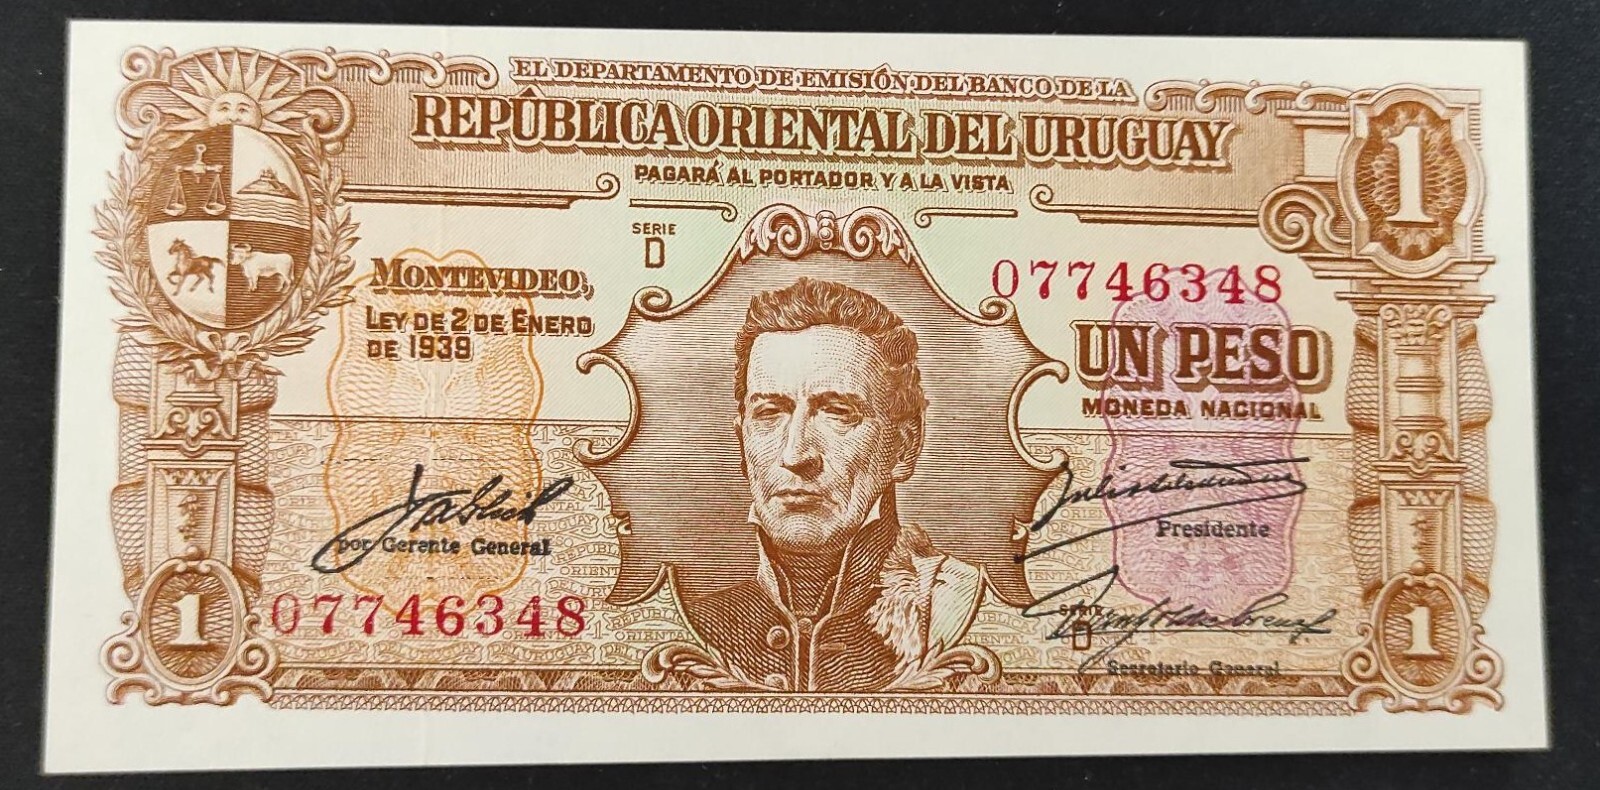 EL DEPARTAMENTO DE EMISIÓN DEL BANCO DE LA
REPÚBLICA ORIENTAL DEL URUGUAY
PAGARÁ AL PORTADOR Y A LA VISTA
1
SERIE
D
MONTEVIDEO,
LEY DE 2 DE ENERO
DE 1939
07746348
UN PESO
MONEDA NACIONAL
por Gerente General
Presidente
07746348
SERIE
D
Secretario General
1
1